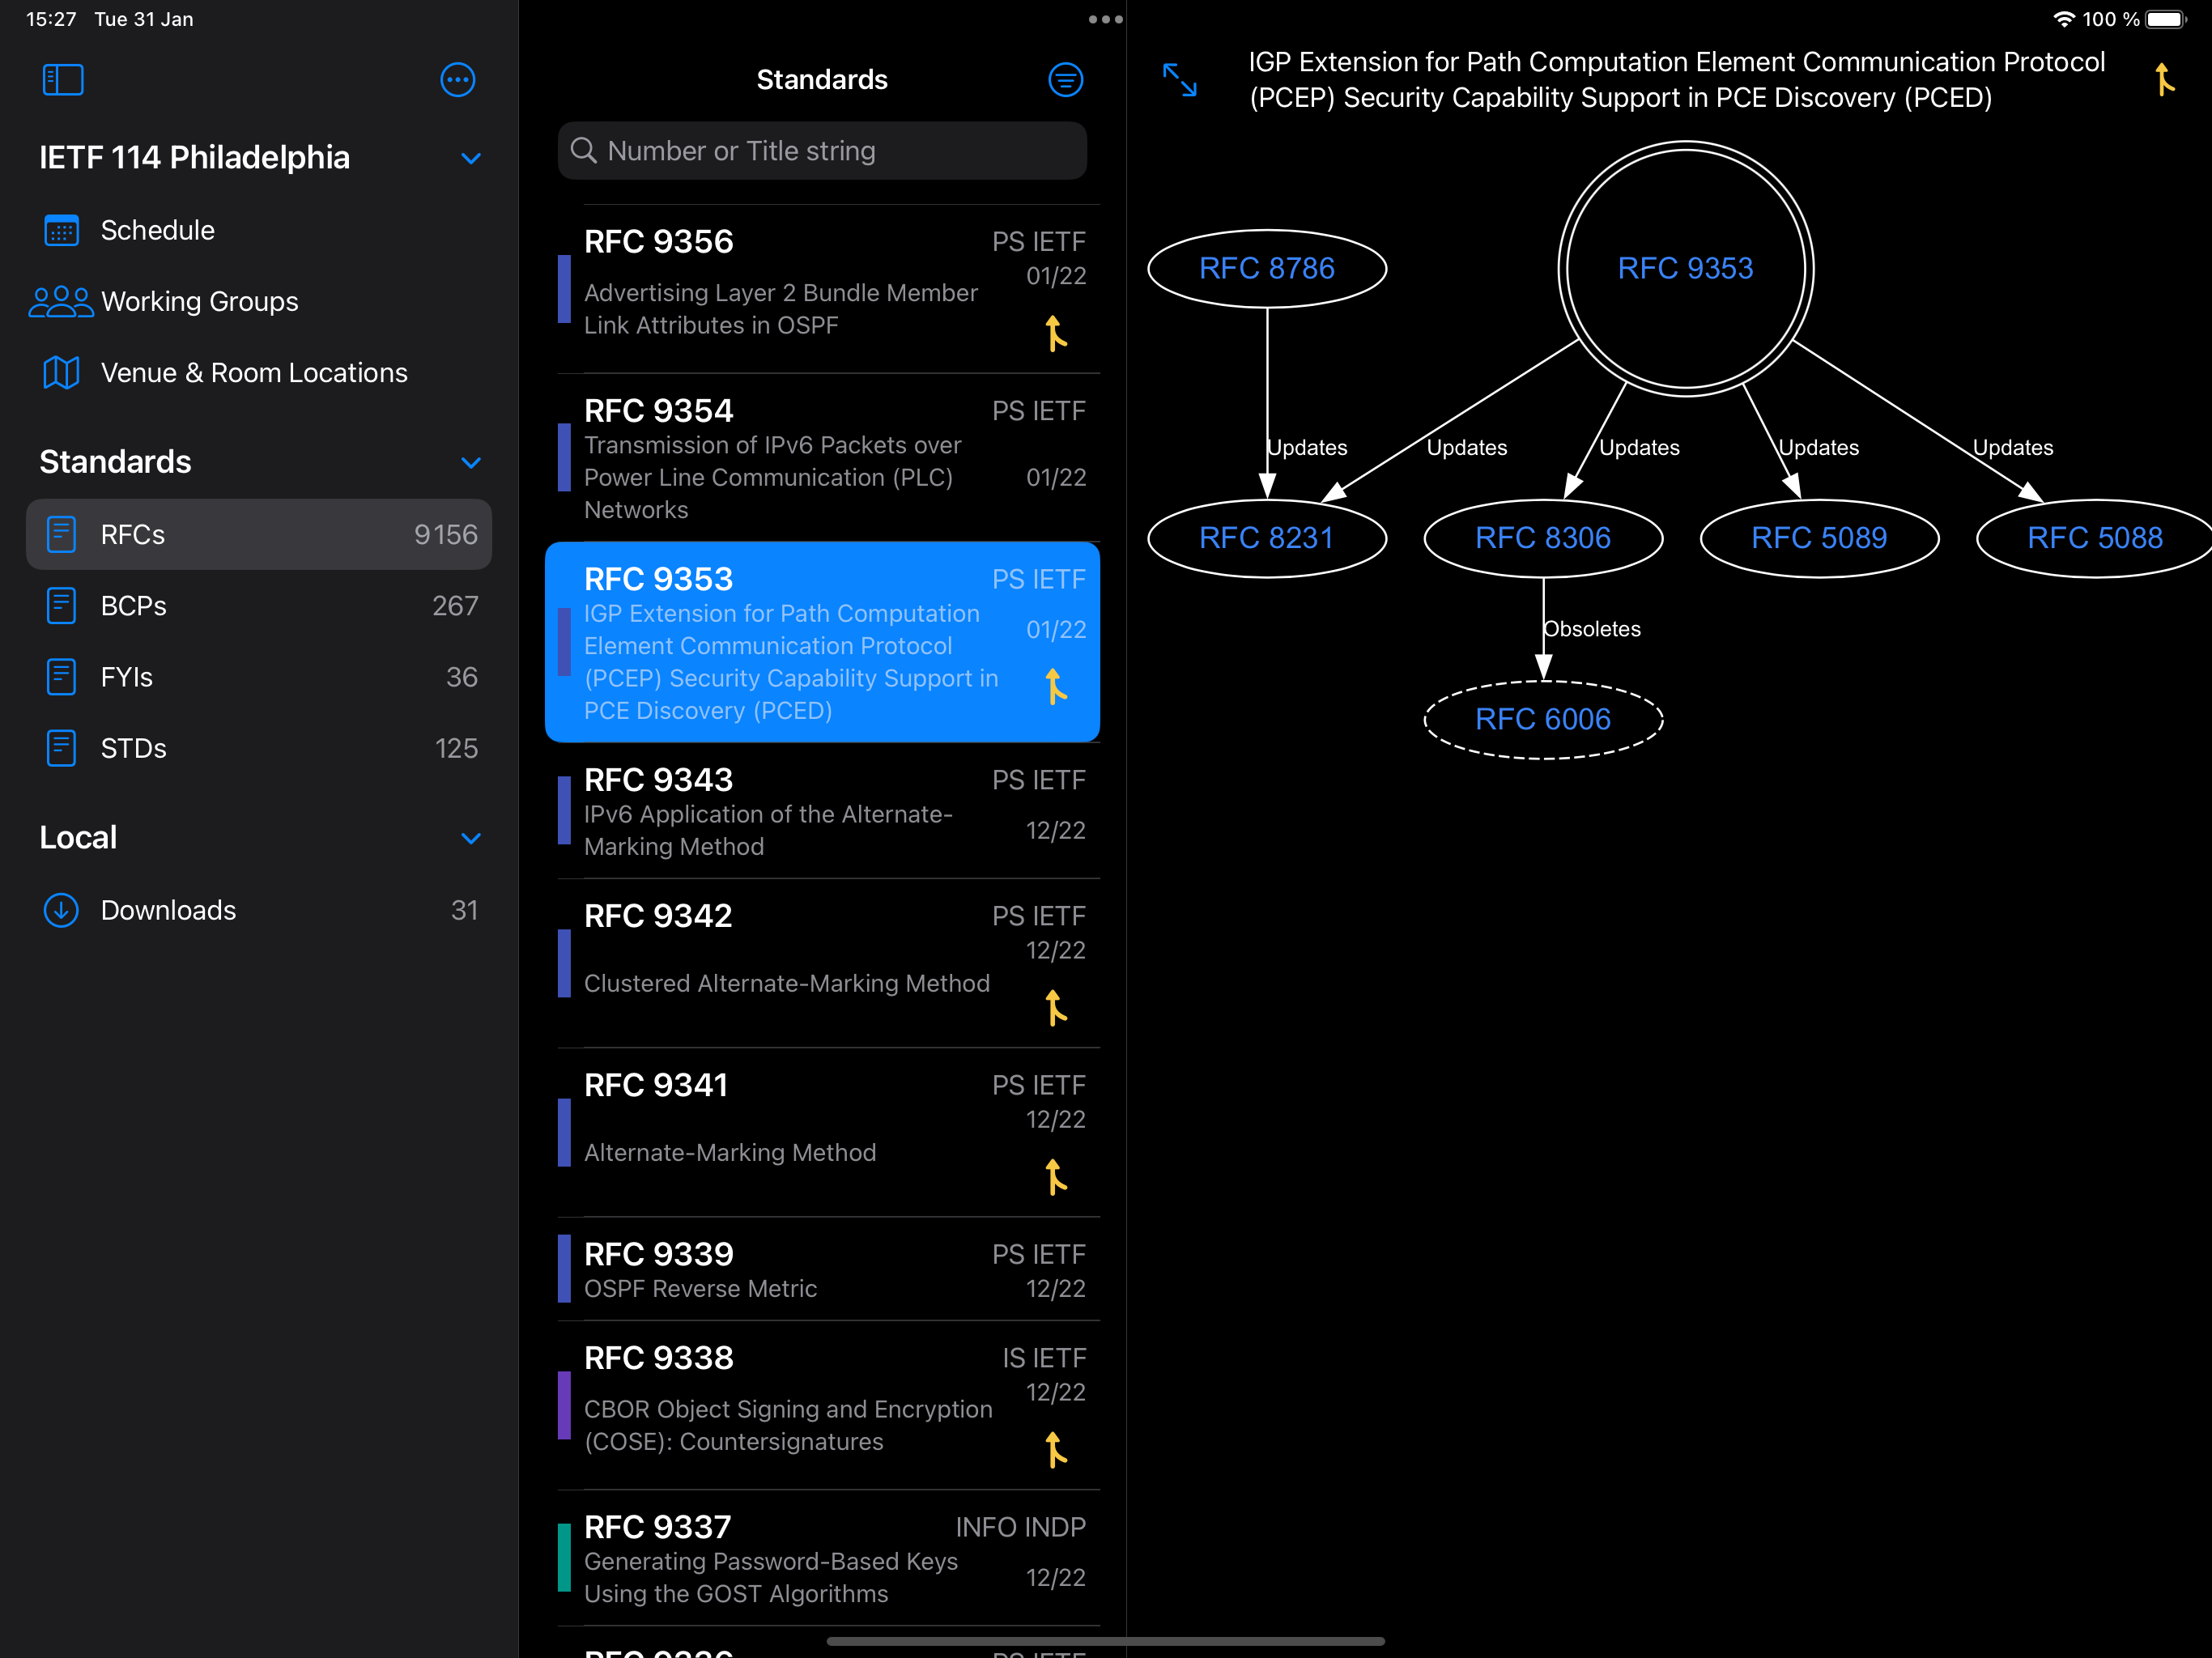 15:27 Tue 31 Jan
100 %
IETF 114 Philadelphia
Schedule
Working Groups
Venue & Room Locations
Standards
RFCs 9156
BCPs 267
FYIs 36
STDs 125
Local
Downloads 31
Standards
Number or Title string
RFC 9356 PS IETF
01/22
Advertising Layer 2 Bundle Member
Link Attributes in OSPF
RFC 9354 PS IETF
Transmission of IPv6 Packets over
Power Line Communication (PLC) 01/22
Networks
RFC 9353 PS IETF
IGP Extension for Path Computation
01/22
Element Communication Protocol
(PCEP) Security Capability Support in
PCE Discovery (PCED)
RFC 9343 PS IETF
IPv6 Application of the Alternate-
12/22
Marking Method
RFC 9342 PS IETF
12/22
Clustered Alternate-Marking Method
RFC 9341 PS IETF
12/22
Alternate-Marking Method
RFC 9339 PS IETF
OSPF Reverse Metric 12/22
RFC 9338 IS IETF
12/22
CBOR Object Signing and Encryption
(COSE): Countersignatures
RFC 9337 INFO INDP
Generating Password-Based Keys
12/22
Using the GOST Algorithms
IGP Extension for Path Computation Element Communication Protocol
(PCEP) Security Capability Support in PCE Discovery (PCED)
RFC 8786 RFC 9353
Updates Updates Updates Updates Updates
RFC 8231 RFC 8306 RFC 5089 RFC 5088
Obsoletes
RFC 6006